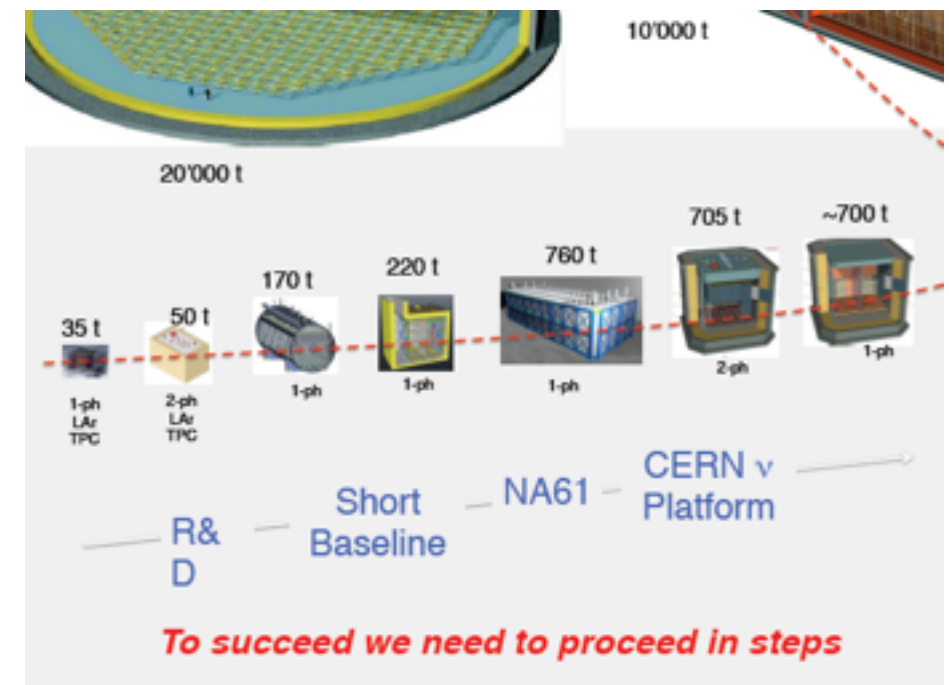 10'000 t
20'000 t
35 t
50 t
170 t
220 t
760 t
705 t
~700 t
1-ph
LAr
TPC
2-ph
LAr
TPC
1-ph
1-ph
1-ph
2-ph
1-ph
R&
D
Short
Baseline
NA61
CERN ν
Platform
To succeed we need to proceed in steps